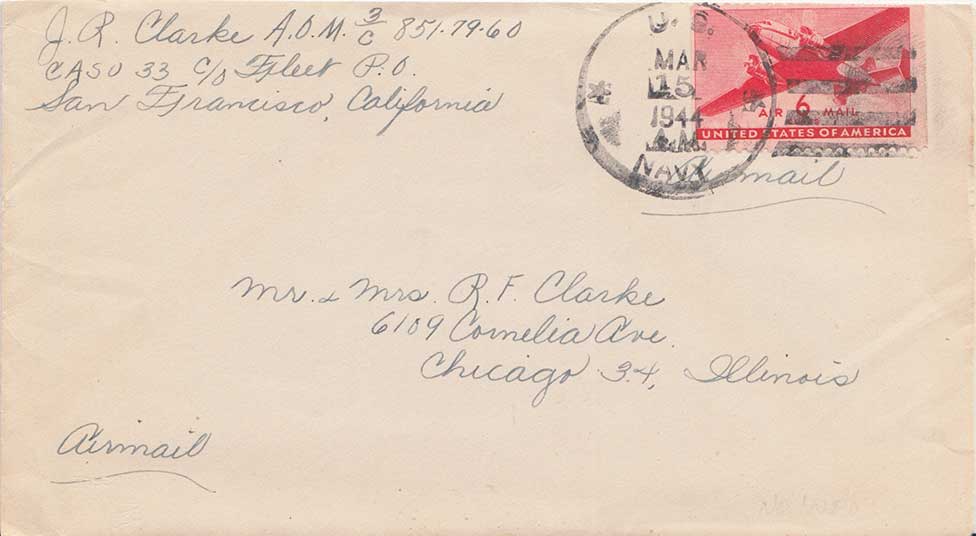 J. R. Clarke A.O.M. 3/c 851-79-60
CASU 33 c/o Fleet P.O.
San Francisco, California
U. S.
MAR
15
1944
A.M.
NAVY
AIR 6 MAIL
UNITED STATES OF AMERICA
Airmail
Mr. & Mrs. R. F. Clarke
6109 Cornelia Ave.
Chicago 34, Illinois
Airmail